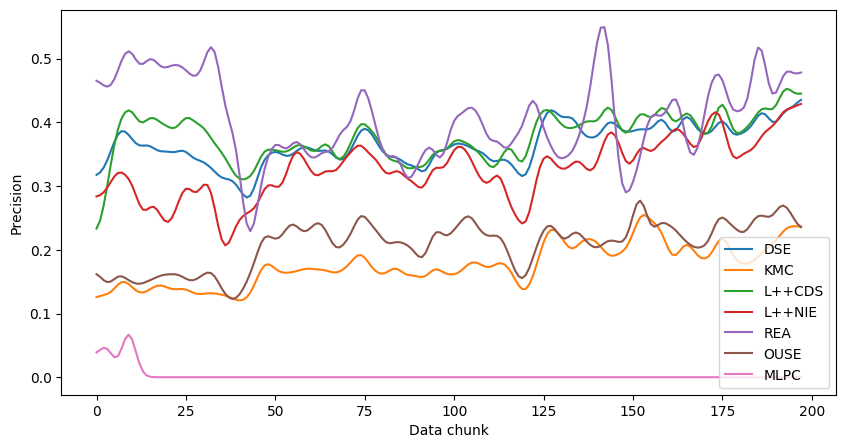 Precision
0.5
0.4
0.3
0.2
0.1
0.0
0
25
50
75
100
125
150
175
200
Data chunk
DSE
KMC
L++CDS
L++NIE
REA
OUSE
MLPC